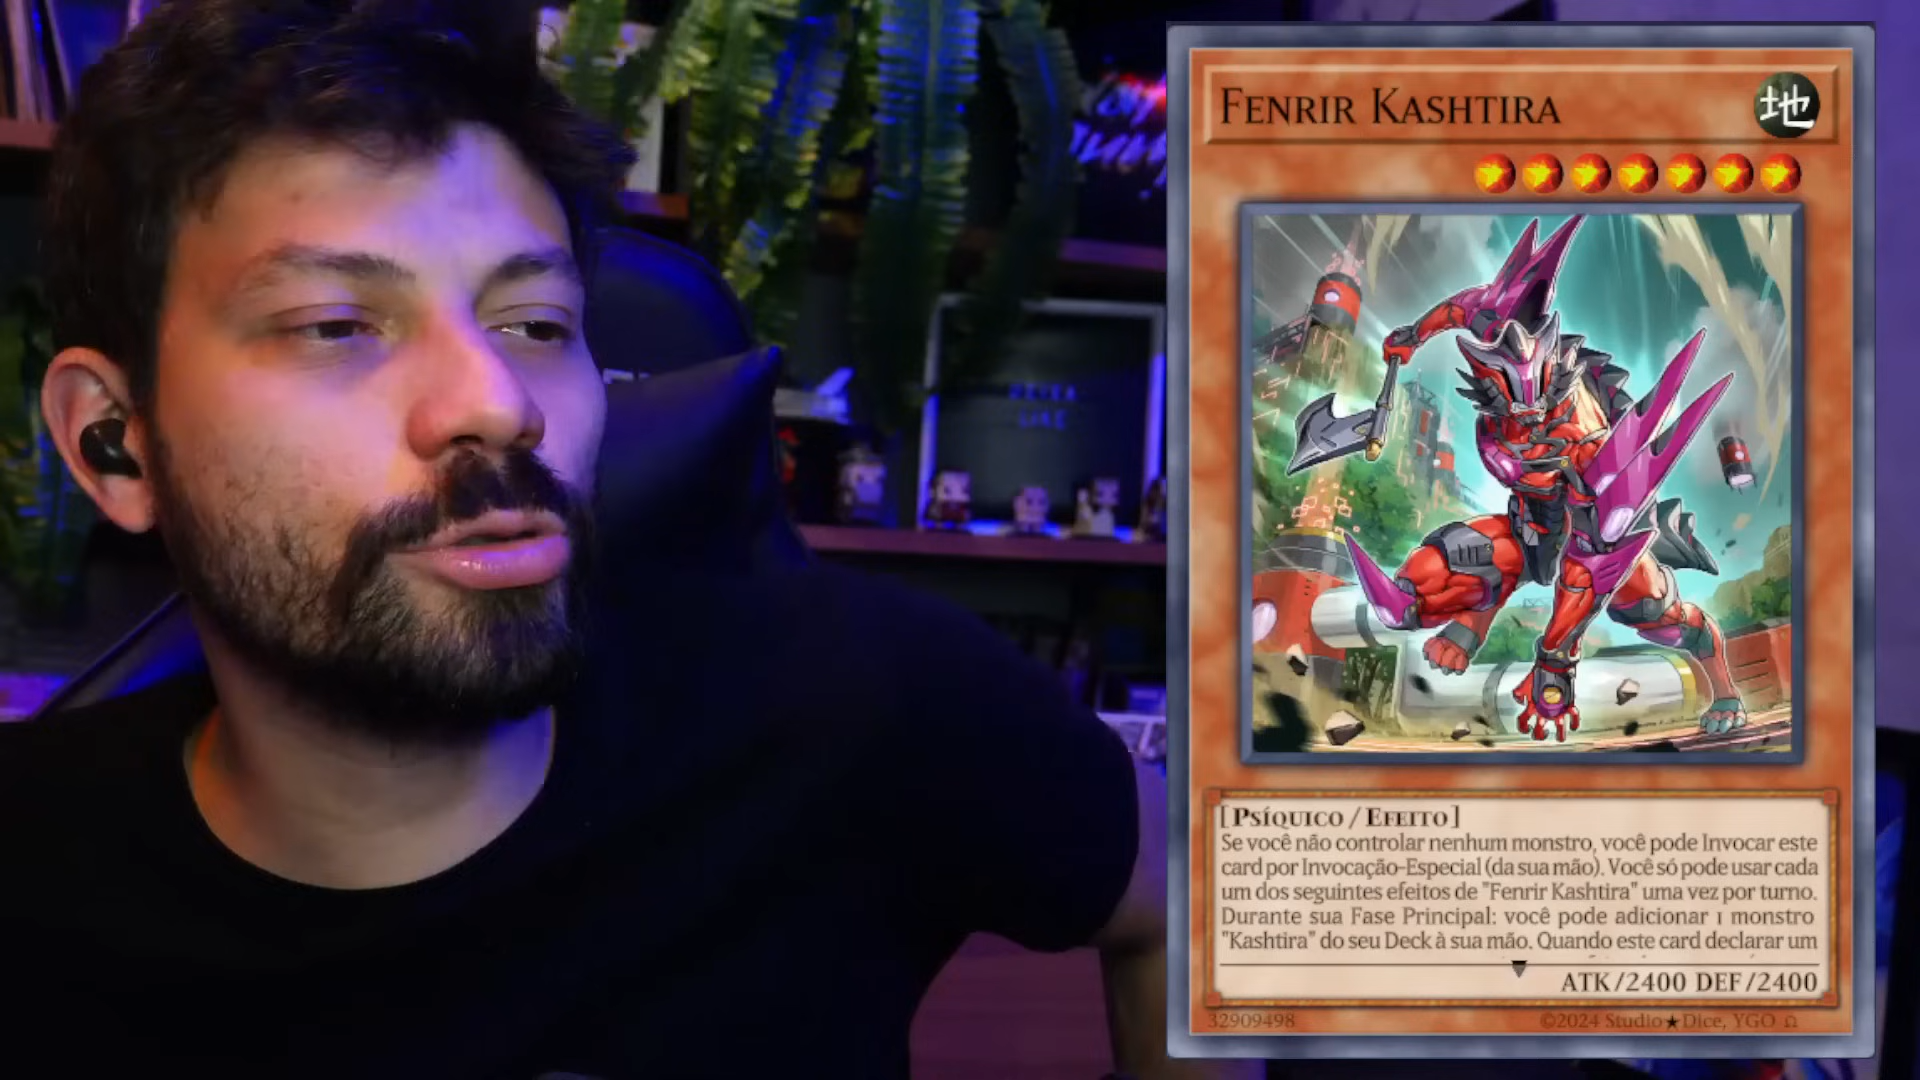 FENRIR KASHTIRA
地
[PSÍQUICO / EFEITO]
Se você não controlar nenhum monstro, você pode Invocar este
card por Invocação-Especial (da sua mão). Você só pode usar cada
um dos seguintes efeitos de "Fenrir Kashtira" uma vez por turno.
Durante sua Fase Principal: você pode adicionar 1 monstro
"Kashtira" do seu Deck à sua mão. Quando este card declarar um
ATK/2400 DEF/2400
32909498
©2024 Studio★Dice, YGO Ω